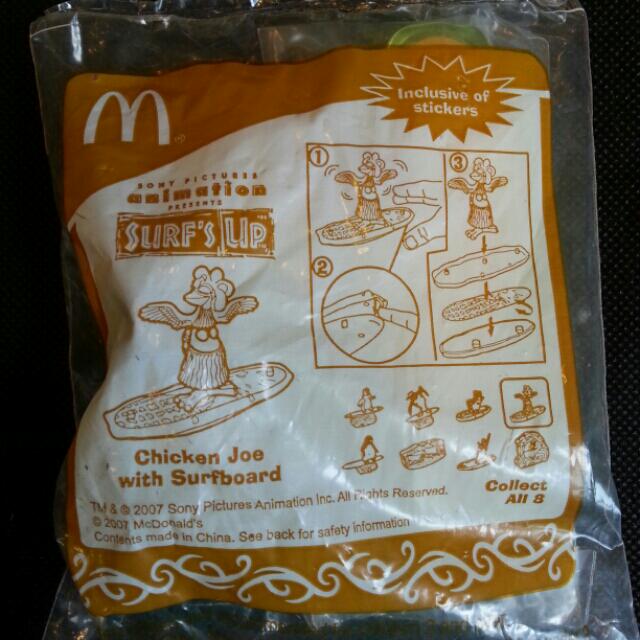 M
Inclusive of
stickers
SONY PICTURES
animation
PRESENTS
SURF'S UP
1
3
2
Chicken Joe
with Surfboard
Collect
All 8
TM & © 2007 Sony Pictures Animation Inc. All Rights Reserved.
© 2007 McDonald's
Contents made in China. See back for safety information